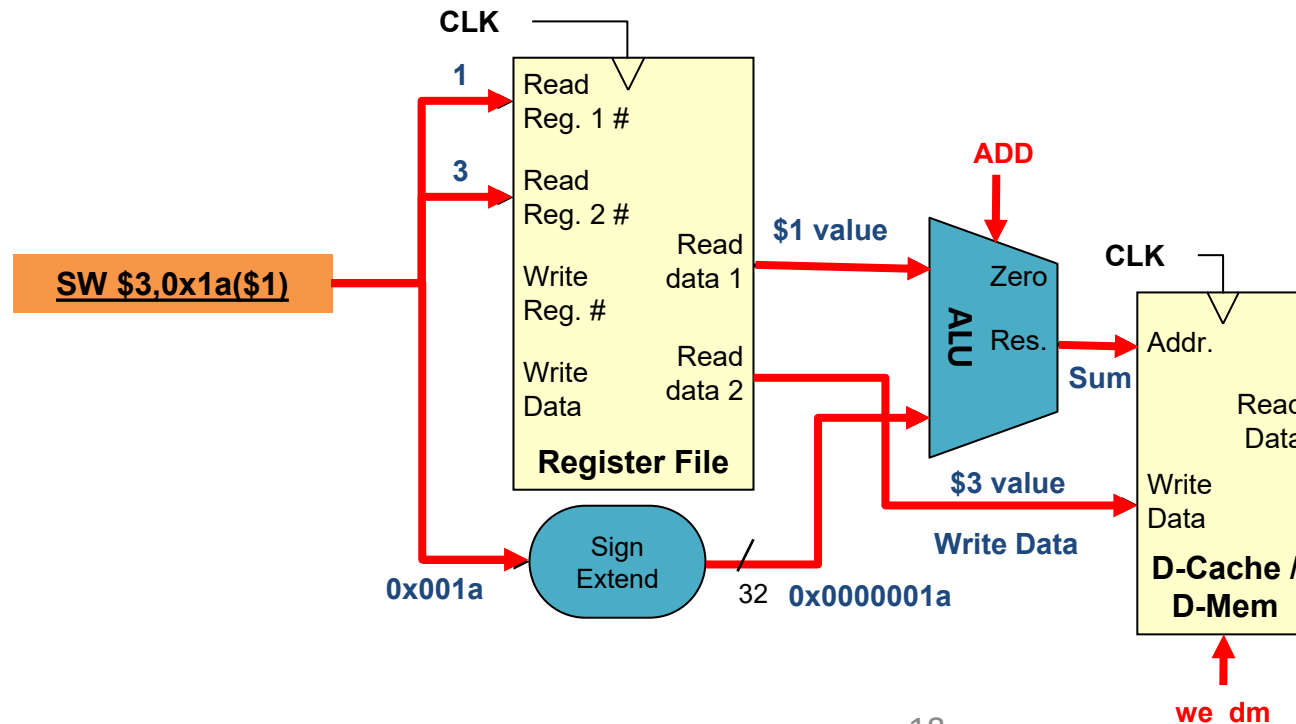 CLK
1
Read
Reg. 1 #
3
Read
Reg. 2 #
ADD
SW $3,0x1a($1)
Write
Reg. #
Read
data 1
$1 value
Zero
CLK
ALU
Res.
Addr.
Sum
Write
Data
Read
data 2
Read
Data
Register File
$3 value
Write
Data
Write Data
Sign
Extend
0x001a
32
0x0000001a
D-Cache /
D-Mem
we_dm